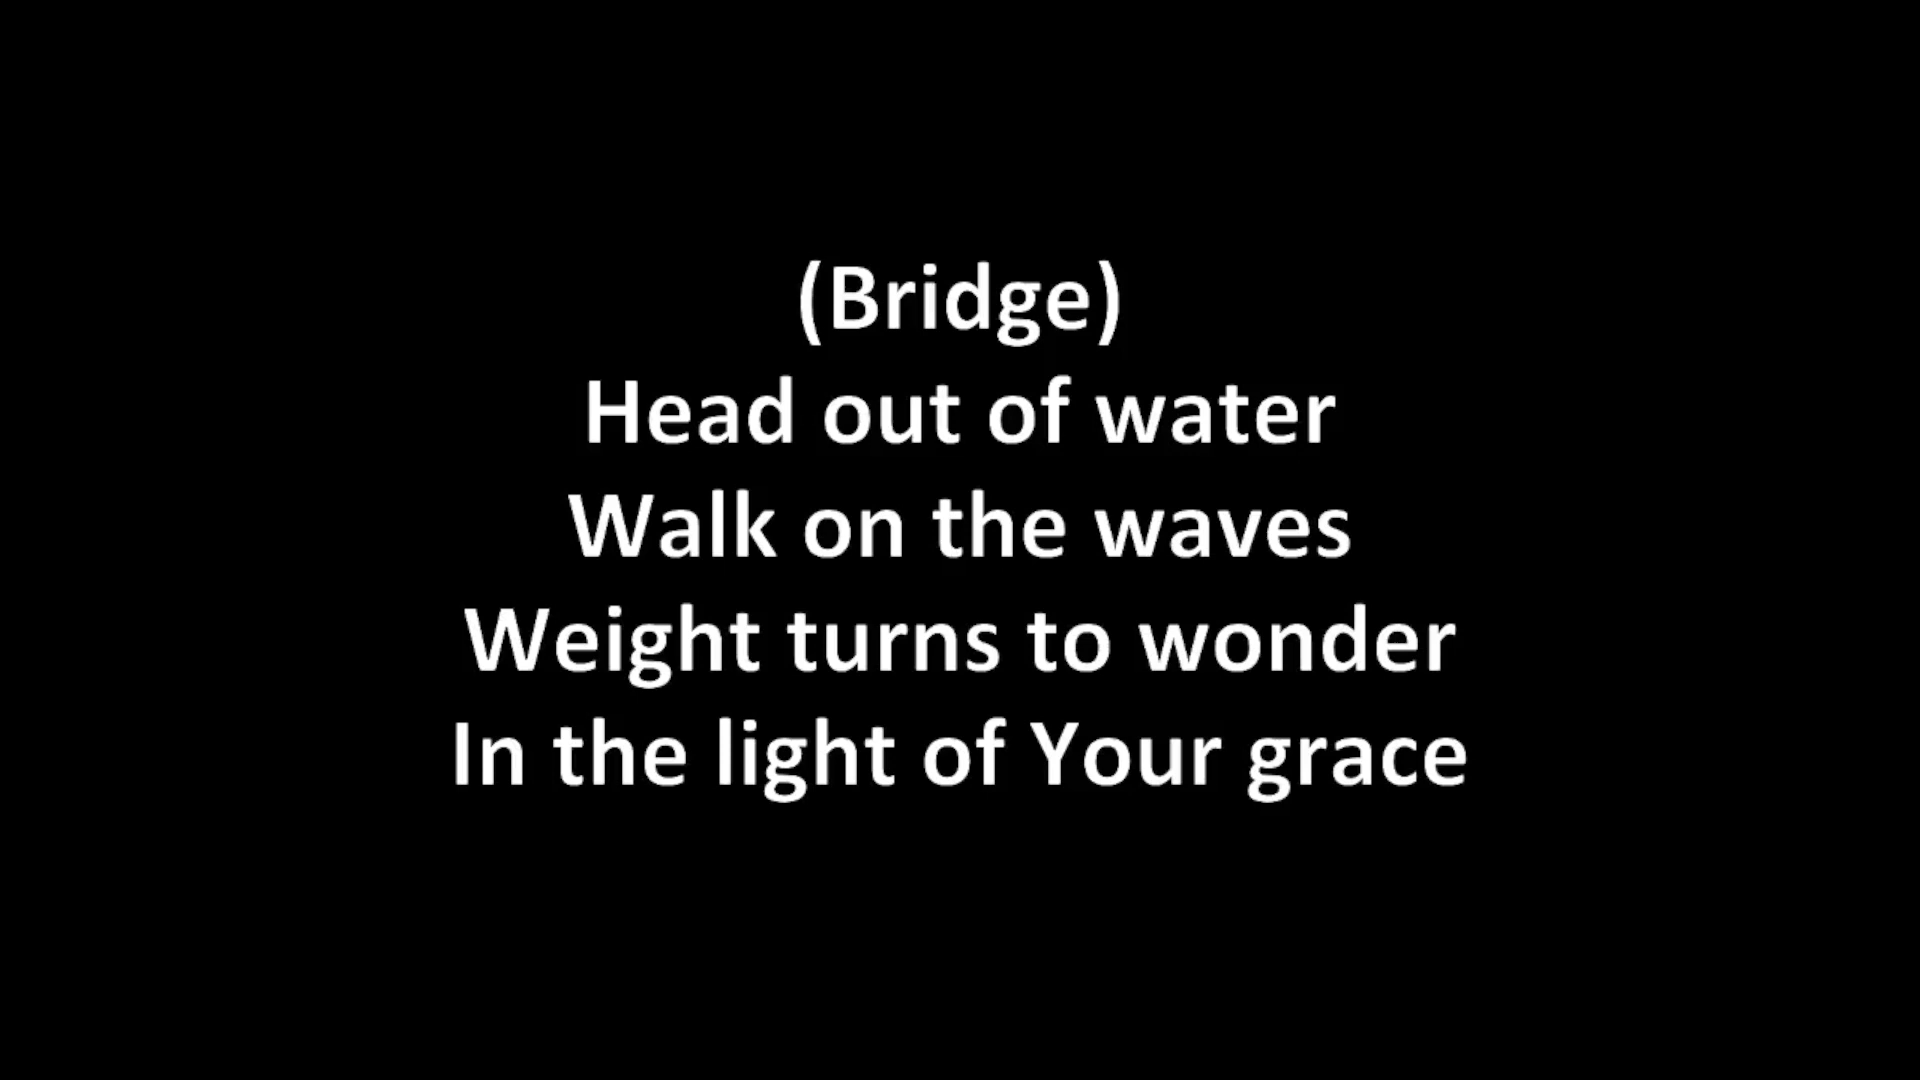 (Bridge)
Head out of water
Walk on the waves
Weight turns to wonder
In the light of Your grace